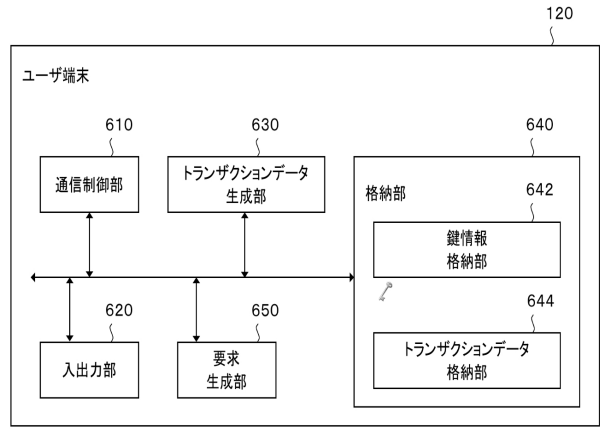 120
ユーザ端末
610
通信制御部
630
トランザクションデータ
生成部
640
格納部
642
鍵情報
格納部
644
トランザクションデータ
格納部
620
入出力部
650
要求
生成部